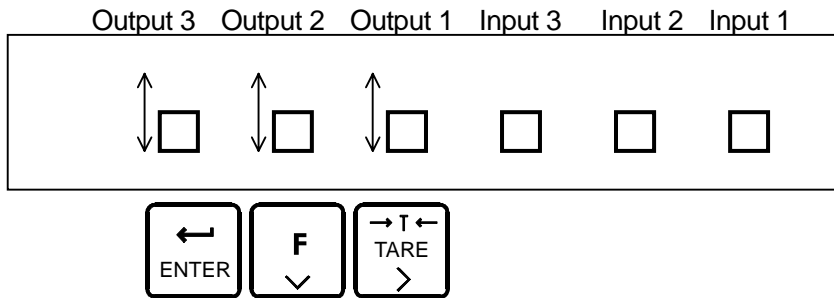 Output 3 Output 2 Output 1 Input 3 Input 2 Input 1
ENTER F → T ←
TARE